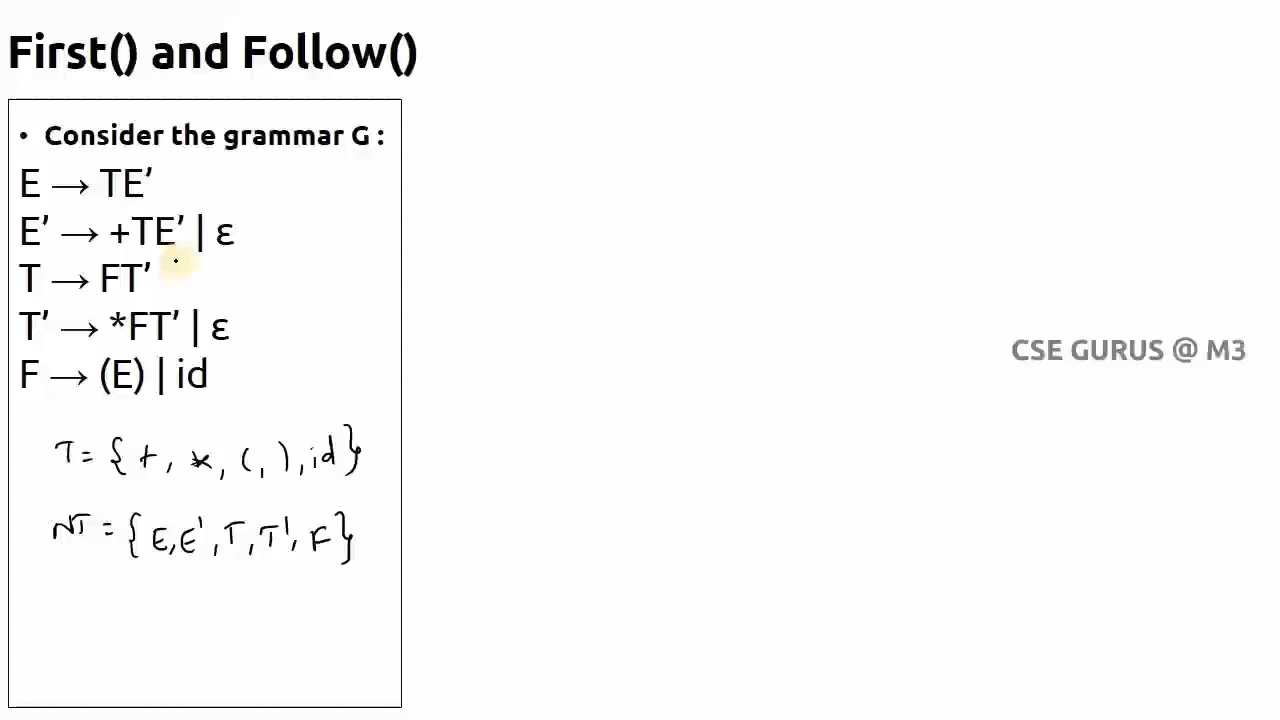 First() and Follow()
• Consider the grammar G :
E → TE’
E’ → +TE’ | ε
T → FT’
T’ → *FT’ | ε
F → (E) | id
T = { +, *, (, ), id }
NT = { E, E', T, T', F }
CSE GURUS @ M3